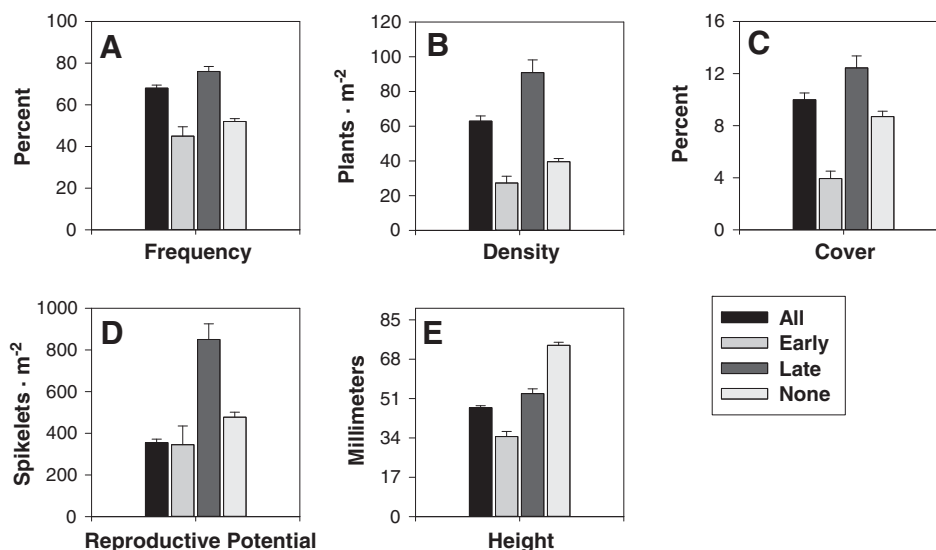 A
Percent
100
80
60
40
20
0
Frequency
B
Plants · m-2
120
100
80
60
40
20
0
Density
C
Percent
16
12
8
4
0
Cover
D
Spikelets · m-2
1000
800
600
400
200
0
Reproductive Potential
E
Millimeters
85
68
51
34
17
0
Height
All
Early
Late
None